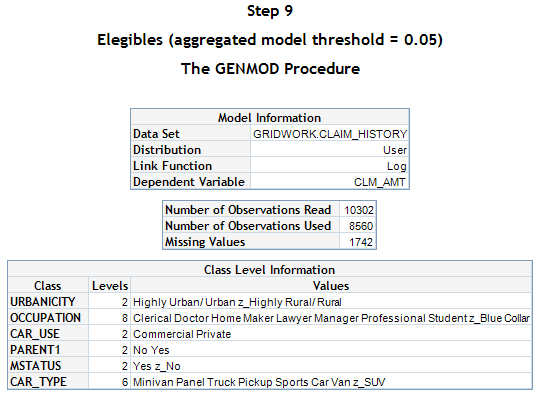 Step 9
Elegibles (aggregated model threshold = 0.05)
The GENMOD Procedure
Model Information
Data Set GRIDWORK.CLAIM_HISTORY
Distribution User
Link Function Log
Dependent Variable CLM_AMT
Number of Observations Read 10302
Number of Observations Used 8560
Missing Values 1742
Class Level Information
Class Levels Values
URBANICITY 2 Highly Urban/ Urban z_Highly Rural/ Rural
OCCUPATION 8 Clerical Doctor Home Maker Lawyer Manager Professional Student z_Blue Collar
CAR_USE 2 Commercial Private
PARENT1 2 No Yes
MSTATUS 2 Yes z_No
CAR_TYPE 6 Minivan Panel Truck Pickup Sports Car Van z_SUV